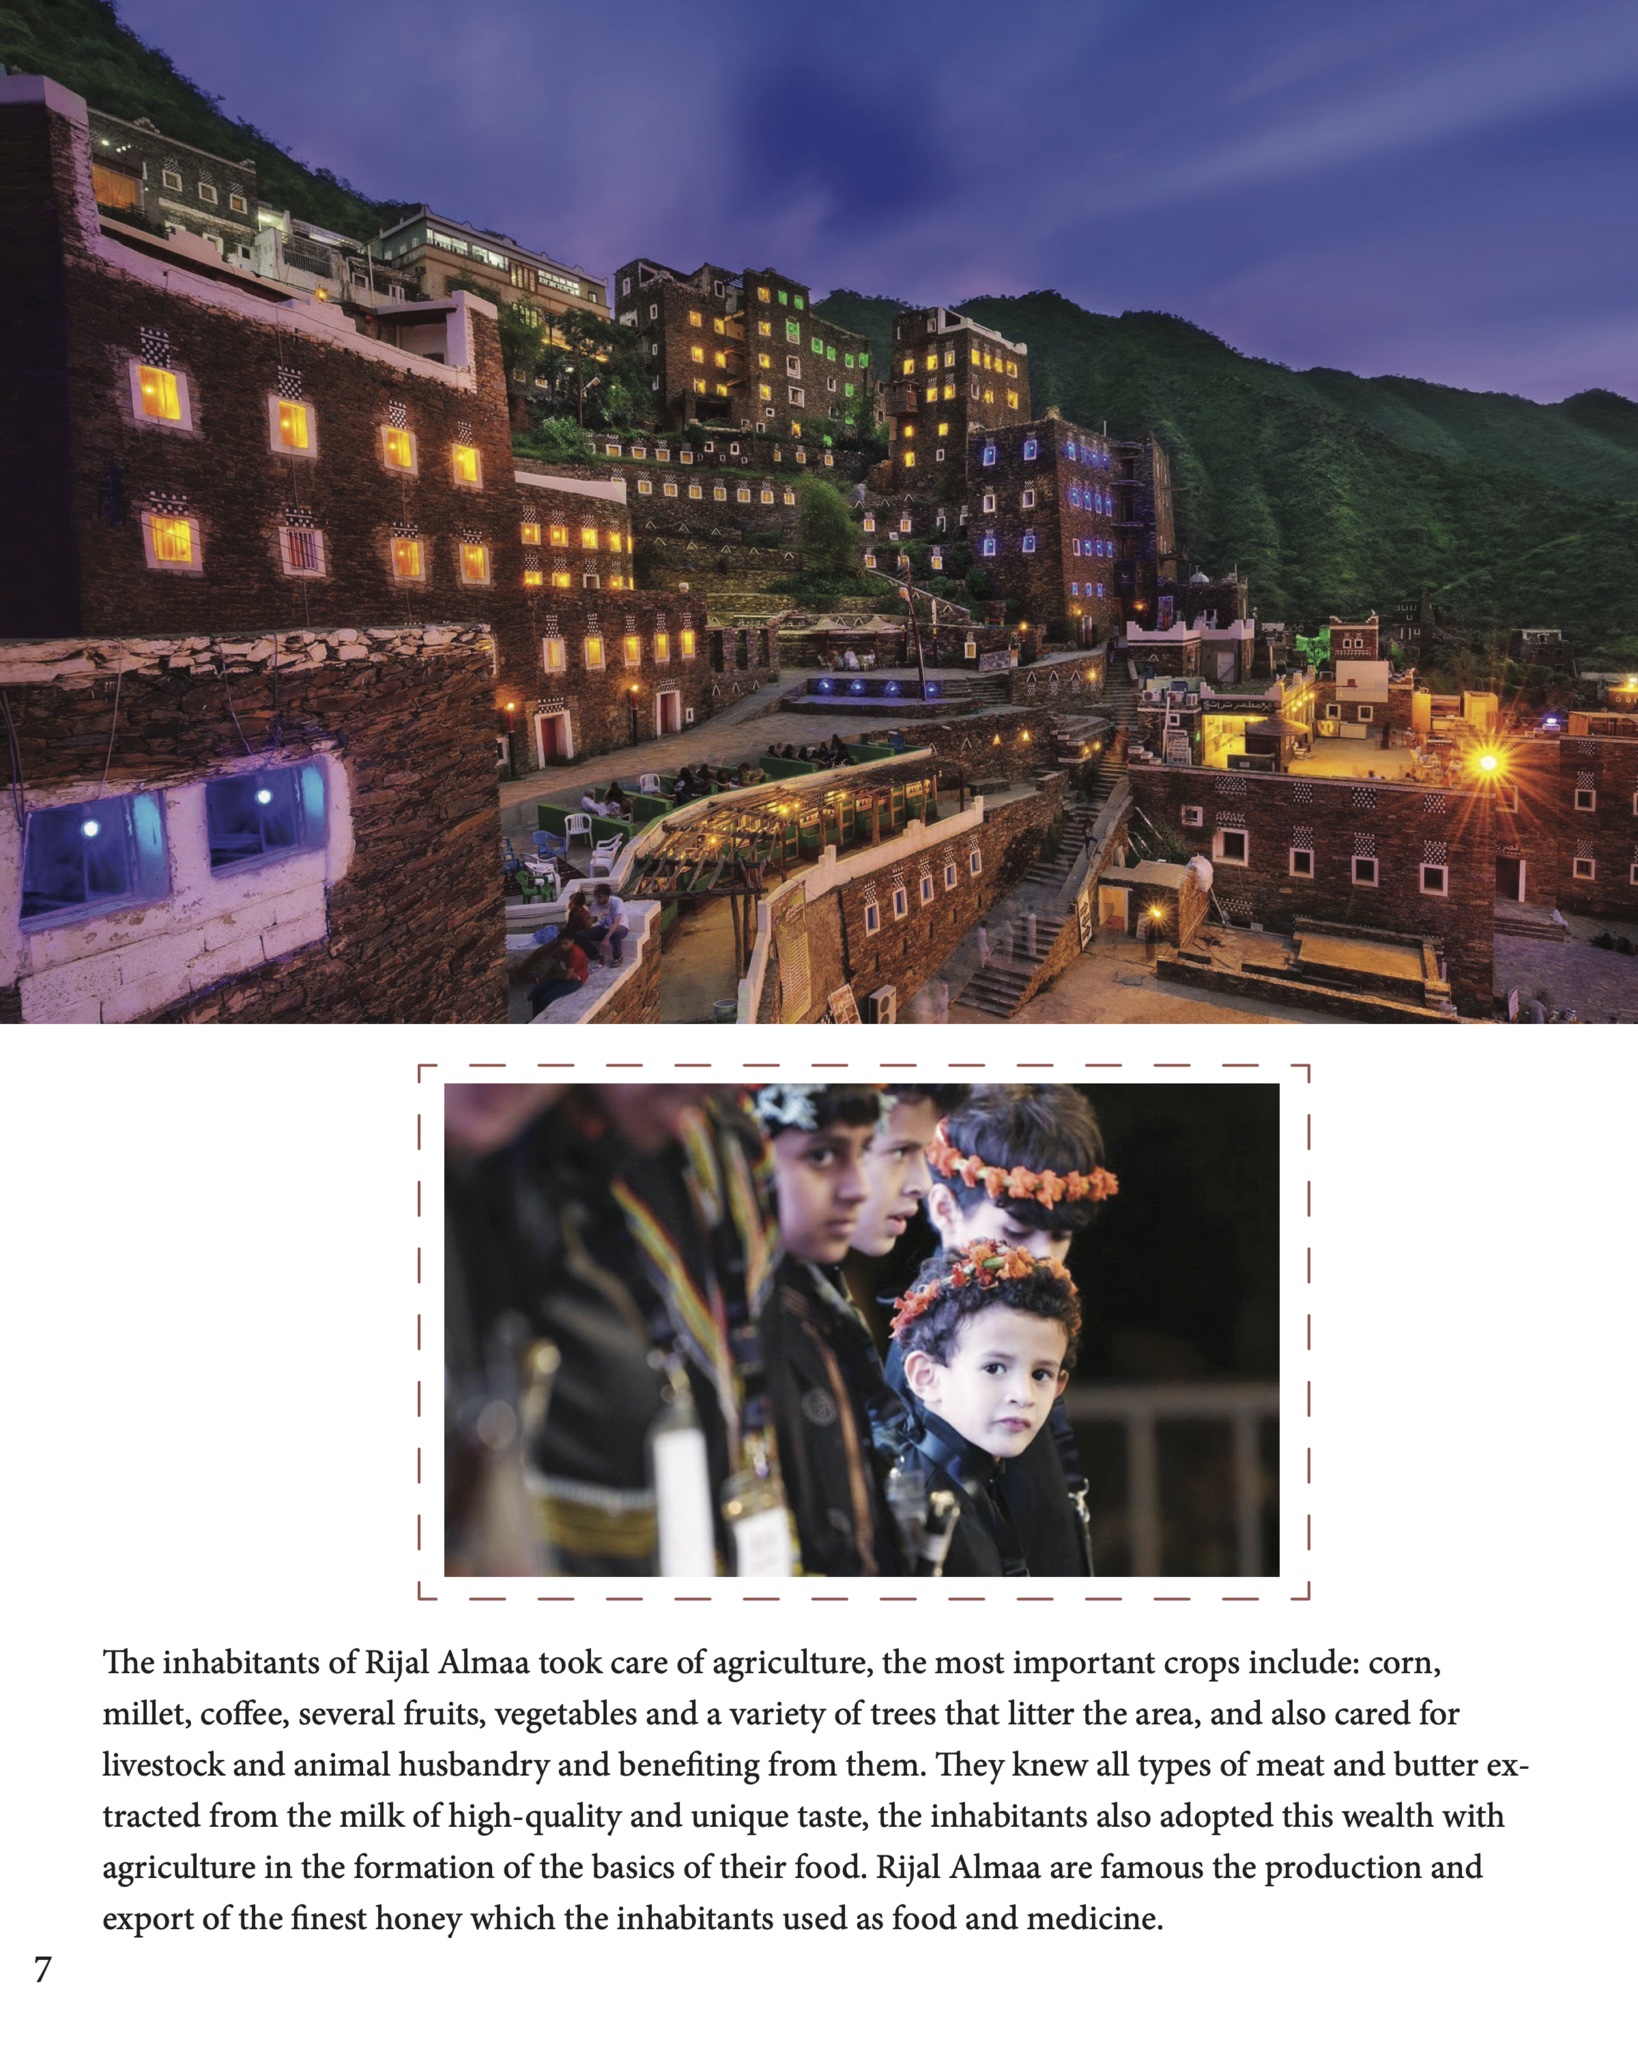 The inhabitants of Rijal Almaa took care of agriculture, the most important crops include: corn,
millet, coffee, several fruits, vegetables and a variety of trees that litter the area, and also cared for
livestock and animal husbandry and benefiting from them. They knew all types of meat and butter ex-
tracted from the milk of high-quality and unique taste, the inhabitants also adopted this wealth with
agriculture in the formation of the basics of their food. Rijal Almaa are famous the production and
export of the finest honey which the inhabitants used as food and medicine.
7